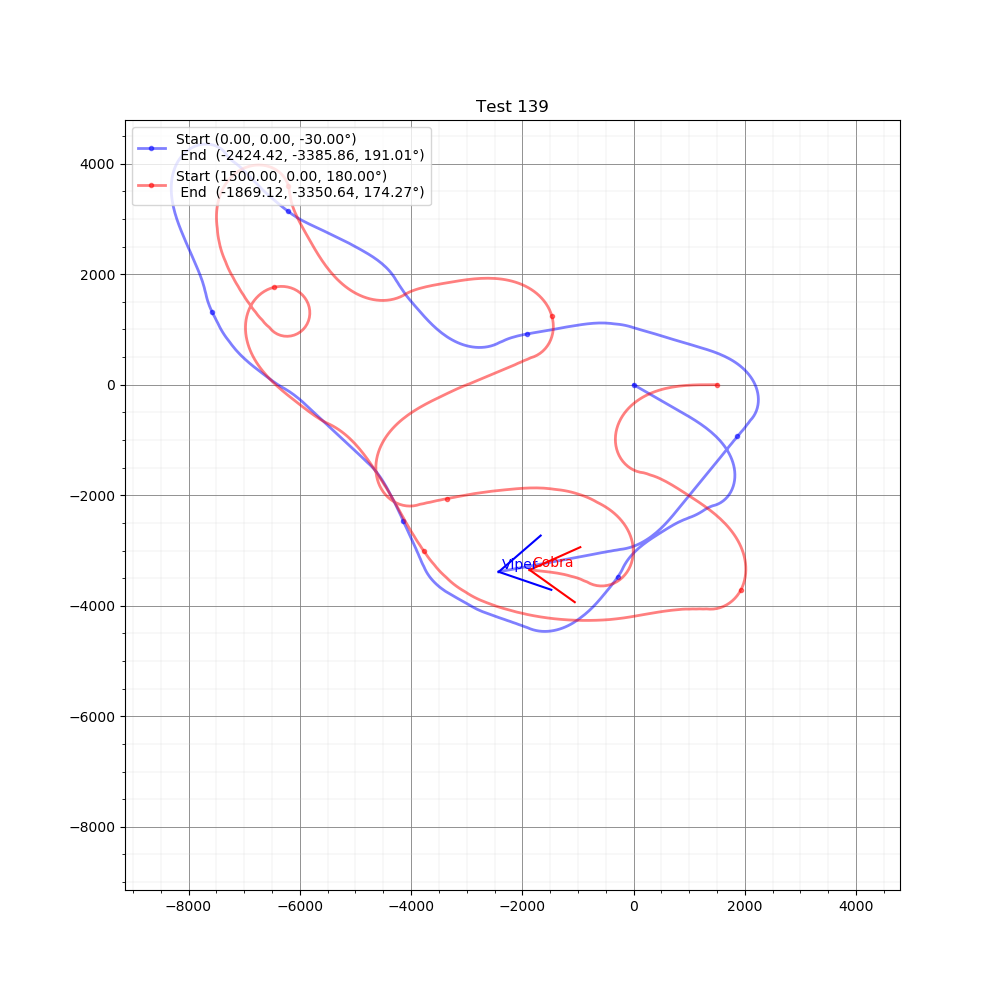 Test 139
Start (0.00, 0.00, -30.00°)
End (-2424.42, -3385.86, 191.01°)
Start (1500.00, 0.00, 180.00°)
End (-1869.12, -3350.64, 174.27°)
4000
2000
0
−2000
−4000
−6000
−8000
Viper
Cobra
−8000 −6000 −4000 −2000 0 2000 4000